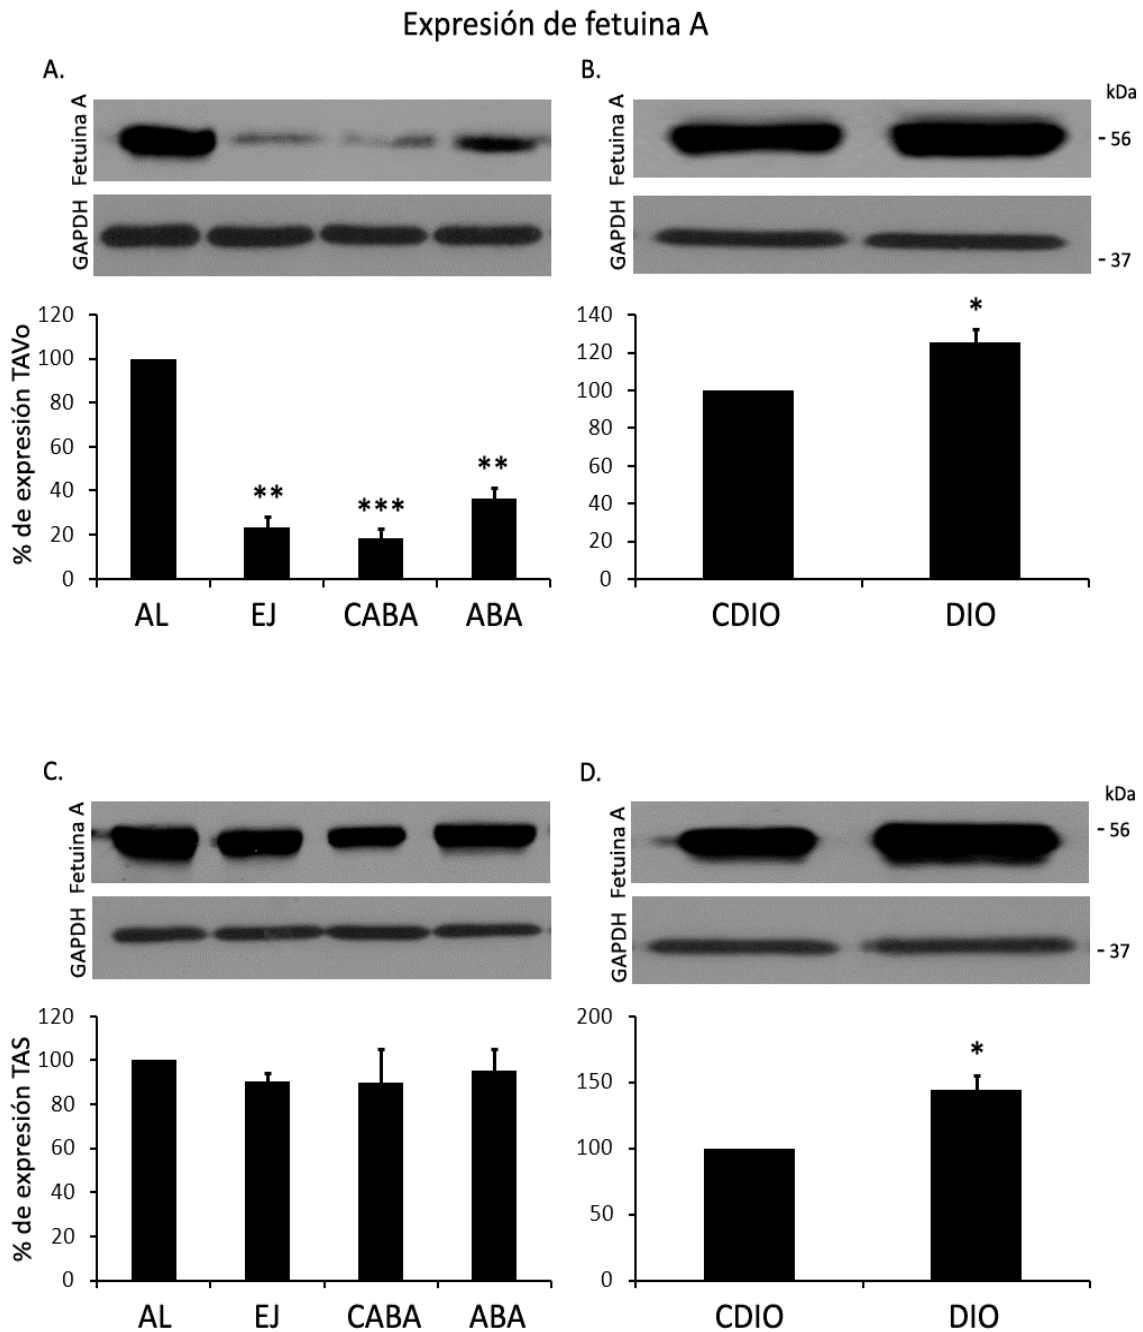 Expresión de fetuina A
A.
Fetuina A
GAPDH
% de expresión TAVo
120
100
80
60
40
20
0
**
***
**
AL EJ CABA ABA
B.
kDa
Fetuina A
- 56
GAPDH
- 37
140
120
100
80
60
40
20
0
*
CDIO DIO
C.
Fetuina A
GAPDH
% de expresión TAS
120
100
80
60
40
20
0
AL EJ CABA ABA
D.
kDa
Fetuina A
- 56
GAPDH
- 37
200
150
100
50
0
*
CDIO DIO